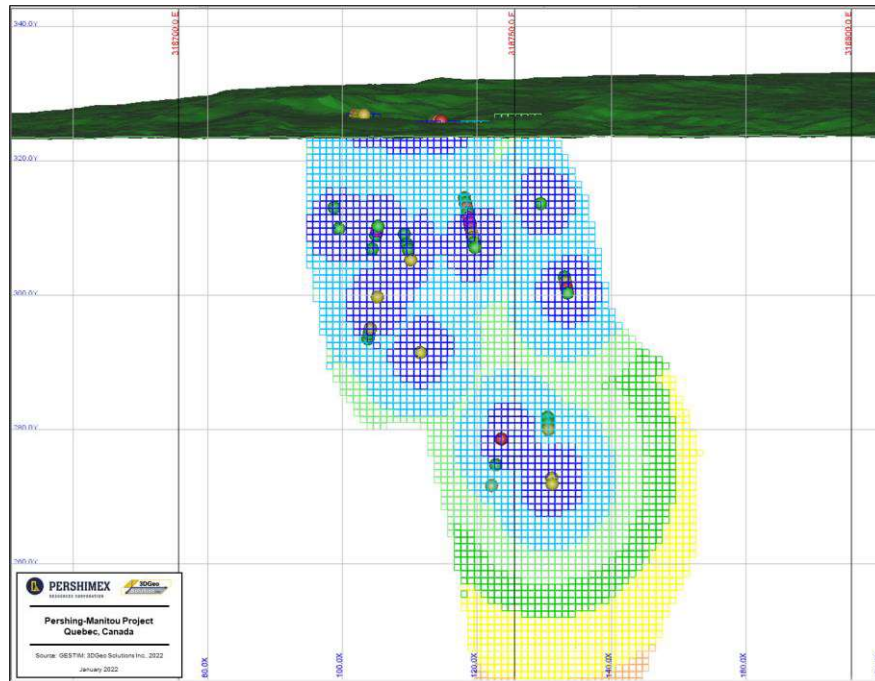 318700.0 E
318750.0 E
318800.0 E
340.0Y
320.0Y
300.0Y
280.0Y
260.0Y
80.0X
100.0X
120.0X
140.0X
160.0X
PERSHIMEX
RESOURCES CORPORATION
3DGeo
Solution
Pershing-Manitou Project
Quebec, Canada
Source: GESTIM; 3DGeo Solutions Inc. 2022
January 2022